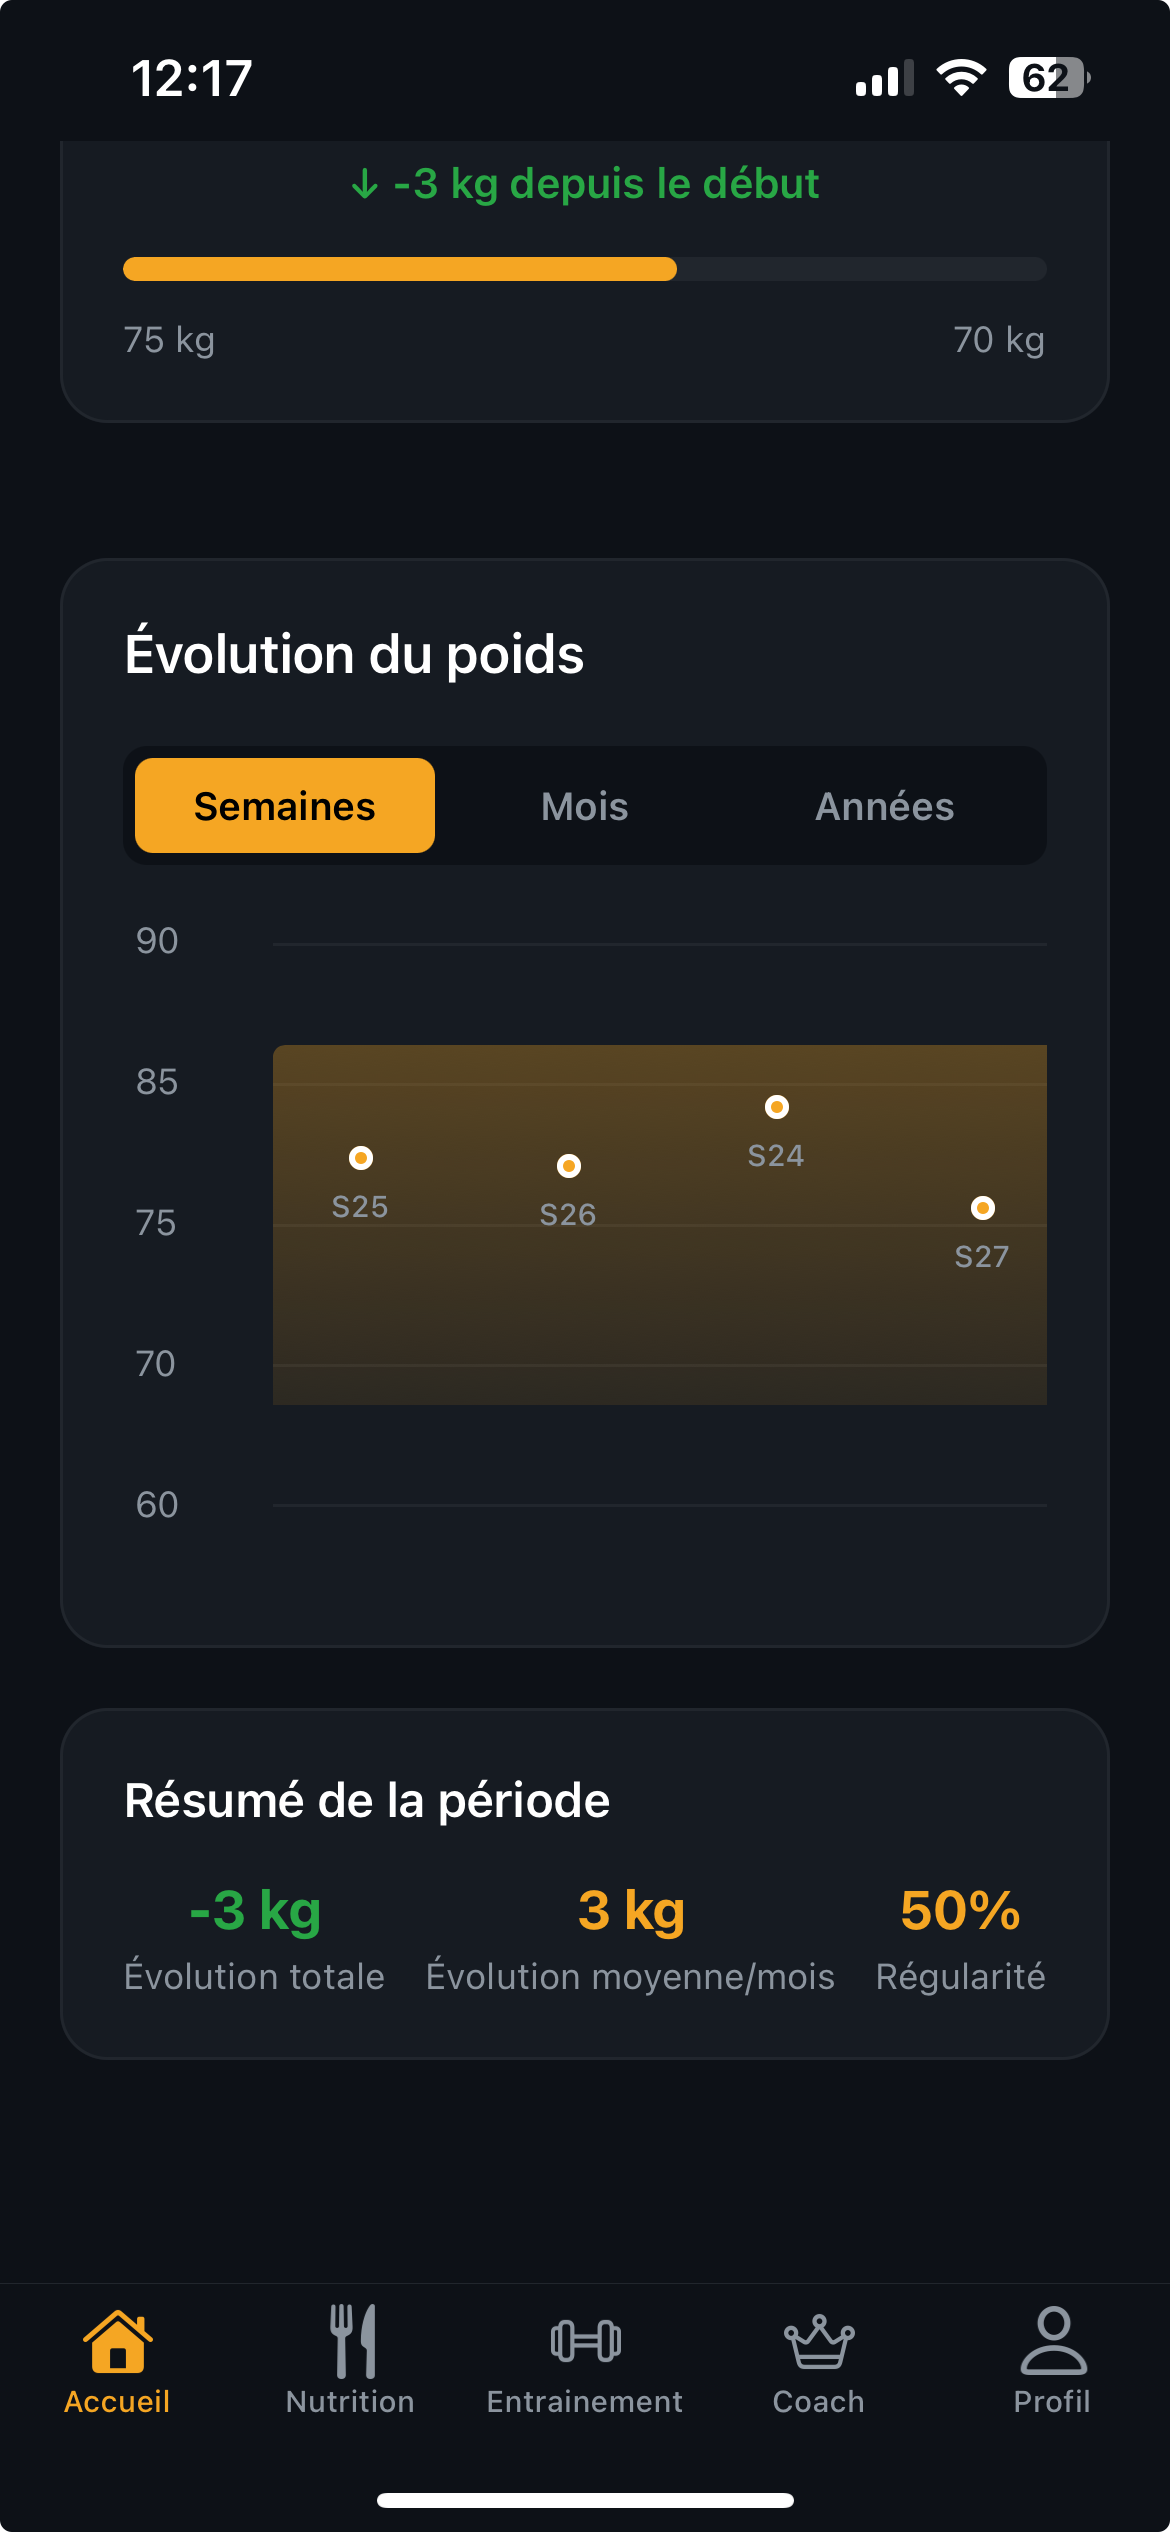 12:17
62
↓ -3 kg depuis le début
75 kg
70 kg
Évolution du poids
Semaines
Mois
Années
90
85
S24
S25
S26
75
S27
70
60
Résumé de la période
-3 kg
3 kg
50%
Évolution totale
Évolution moyenne/mois
Régularité
Accueil
Nutrition
Entrainement
Coach
Profil